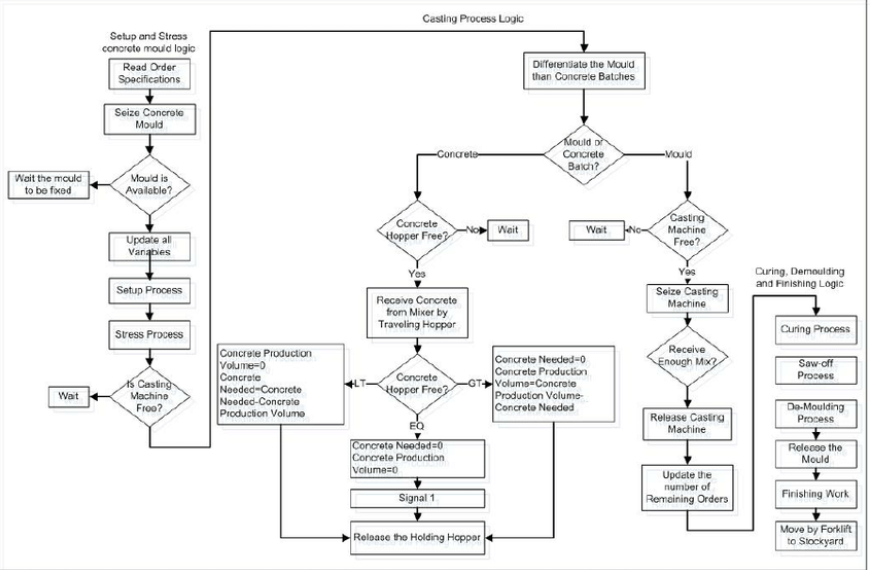 Casting Process Logic
Setup and Stress
concrete mould logic
Read Order
Specifications
Seize Concrete
Mould
Mould is
Available?
Wait the mould
to be fixed
Update all
Variables
Setup Process
Stress Process
Is Casting
Machine
Free?
Wait
Differentiate the Mould
than Concrete Batches
Mould or
Concrete
Batch?
Concrete
Mould
Concrete
Hopper Free?
No
Wait
Yes
Receive Concrete
from Mixer by
Traveling Hopper
Concrete
Hopper Free?
LT
GT
EQ
Concrete Production
Volume=0
Concrete
Needed=Concrete
Needed-Concrete
Production Volume
Concrete Needed=0
Concrete Production
Volume=Concrete
Production Volume-
Concrete Needed
Concrete Needed=0
Concrete Production
Volume=0
Signal 1
Release the Holding Hopper
Casting
Machine
Free?
No
Wait
Yes
Seize Casting
Machine
Receive
Enough Mix?
Release Casting
Machine
Update the
number of
Remaining Orders
Curing, Demoulding
and Finishing Logic
Curing Process
Saw-off
Process
De-Moulding
Process
Release the
Mould
Finishing Work
Move by Forklift
to Stockyard